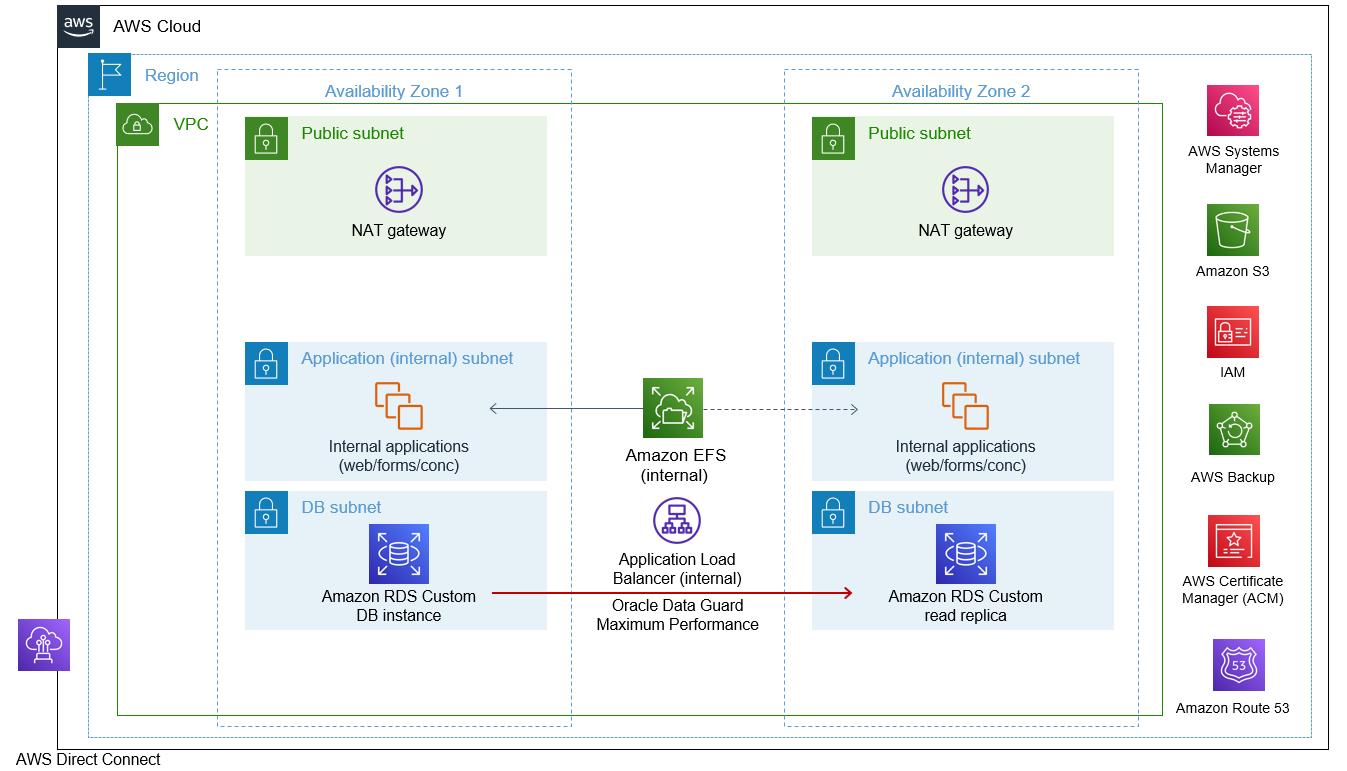 aws
AWS Cloud
Region
Availability Zone 1
Availability Zone 2
VPC
Public subnet
Public subnet
NAT gateway
NAT gateway
AWS Systems
Manager
Amazon S3
IAM
AWS Backup
AWS Certificate
Manager (ACM)
53
Amazon Route 53
Application (internal) subnet
Application (internal) subnet
Internal applications
(web/forms/conc)
Amazon EFS
(internal)
Internal applications
(web/forms/conc)
DB subnet
DB subnet
Application Load
Balancer (internal)
Amazon RDS Custom
DB instance
Oracle Data Guard
Maximum Performance
Amazon RDS Custom
read replica
AWS Direct Connect